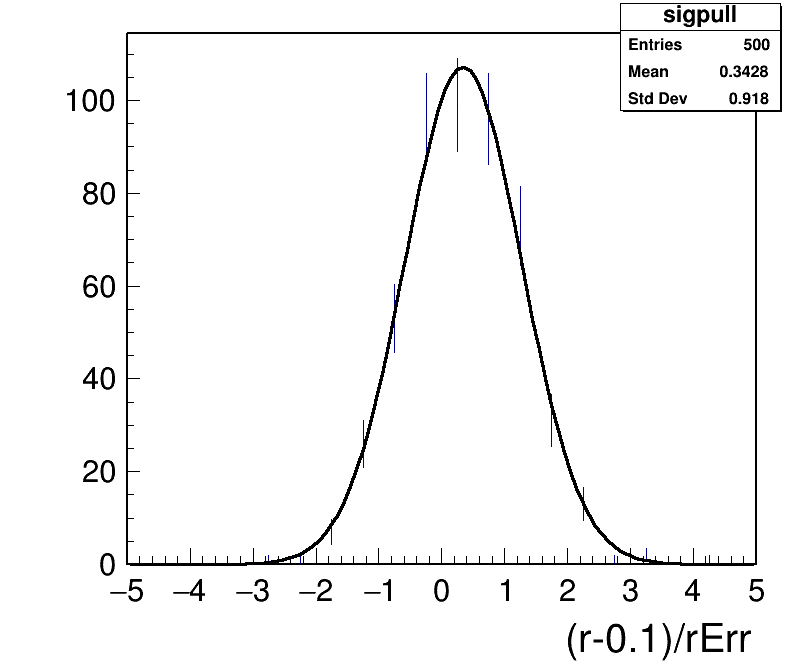 sigpull
Entries 500
Mean 0.3428
Std Dev 0.918
100
80
60
40
20
0
−5 −4 −3 −2 −1 0 1 2 3 4 5
(r-0.1)/rErr